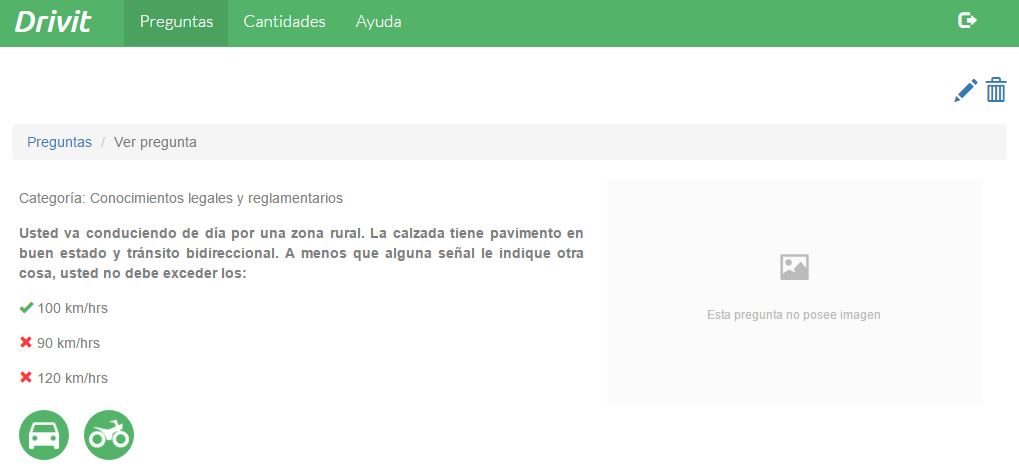 Drivit Preguntas Cantidades Ayuda
Preguntas / Ver pregunta
Categoría: Conocimientos legales y reglamentarios
Usted va conduciendo de día por una zona rural. La calzada tiene pavimento en
buen estado y tránsito bidireccional. A menos que alguna señal le indique otra
cosa, usted no debe exceder los:
100 km/hrs
90 km/hrs
120 km/hrs
Esta pregunta no posee imagen